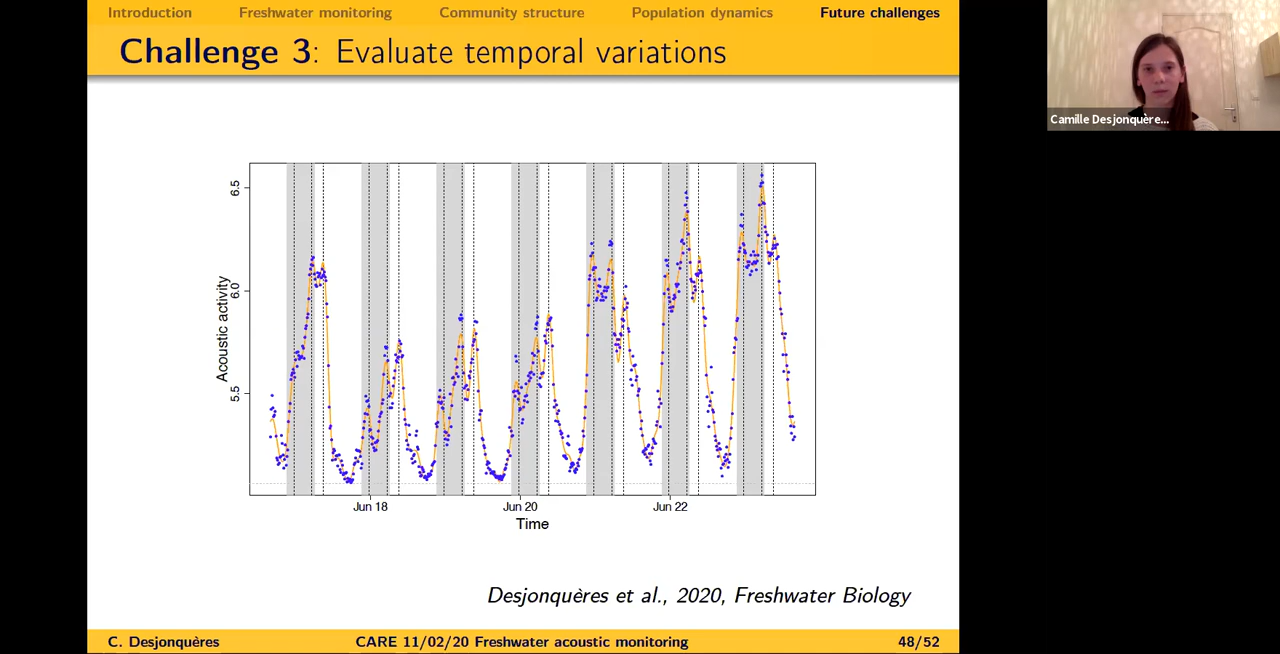 Introduction Freshwater monitoring Community structure Population dynamics Future challenges
Challenge 3: Evaluate temporal variations
Camille Desjonquère...
6.5
6.0
5.5
Acoustic activity
Jun 18 Jun 20 Jun 22
Time
Desjonquères et al., 2020, Freshwater Biology
C. Desjonquères CARE 11/02/20 Freshwater acoustic monitoring 48/52